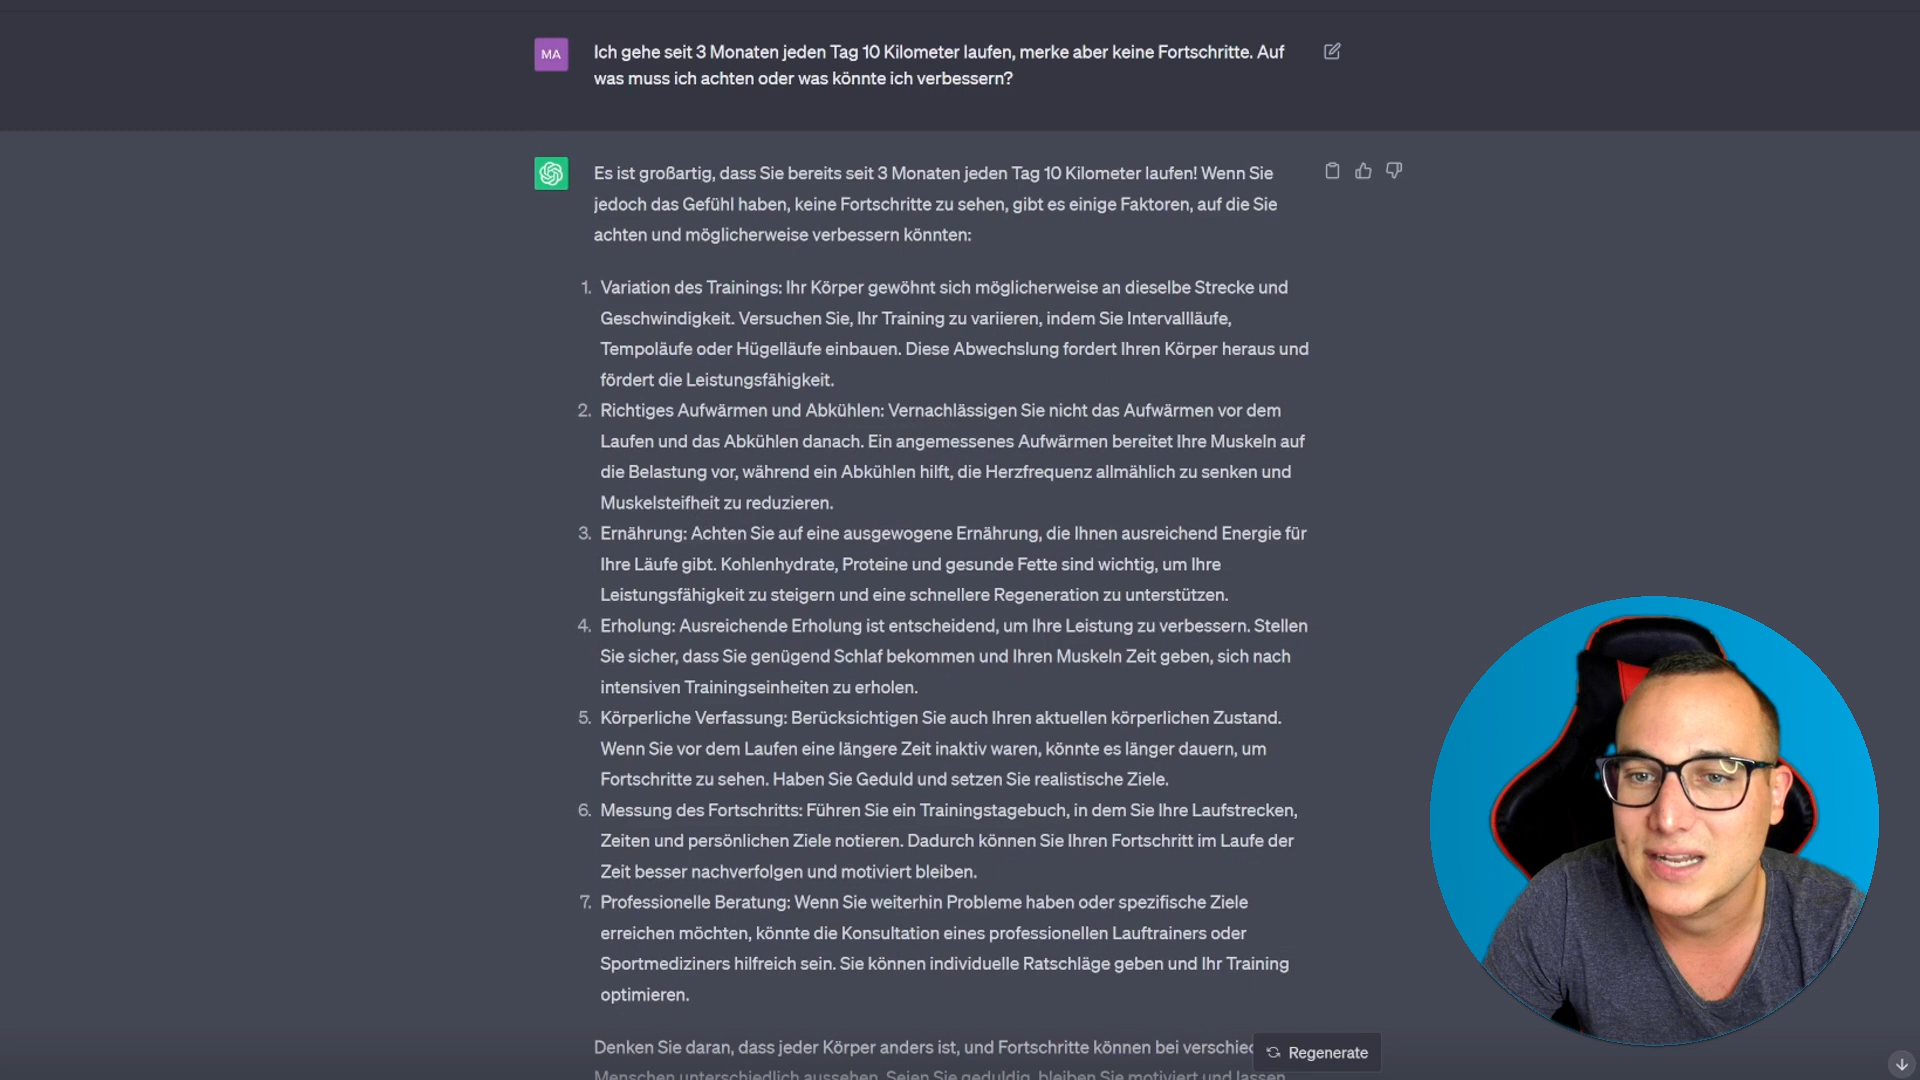 MA
Ich gehe seit 3 Monaten jeden Tag 10 Kilometer laufen, merke aber keine Fortschritte. Auf
was muss ich achten oder was könnte ich verbessern?
Es ist großartig, dass Sie bereits seit 3 Monaten jeden Tag 10 Kilometer laufen! Wenn Sie
jedoch das Gefühl haben, keine Fortschritte zu sehen, gibt es einige Faktoren, auf die Sie
achten und möglicherweise verbessern könnten:
1. Variation des Trainings: Ihr Körper gewöhnt sich möglicherweise an dieselbe Strecke und
Geschwindigkeit. Versuchen Sie, Ihr Training zu variieren, indem Sie Intervallläufe,
Tempoläufe oder Hügelläufe einbauen. Diese Abwechslung fordert Ihren Körper heraus und
fördert die Leistungsfähigkeit.
2. Richtiges Aufwärmen und Abkühlen: Vernachlässigen Sie nicht das Aufwärmen vor dem
Laufen und das Abkühlen danach. Ein angemessenes Aufwärmen bereitet Ihre Muskeln auf
die Belastung vor, während ein Abkühlen hilft, die Herzfrequenz allmählich zu senken und
Muskelsteifheit zu reduzieren.
3. Ernährung: Achten Sie auf eine ausgewogene Ernährung, die Ihnen ausreichend Energie für
Ihre Läufe gibt. Kohlenhydrate, Proteine und gesunde Fette sind wichtig, um Ihre
Leistungsfähigkeit zu steigern und eine schnellere Regeneration zu unterstützen.
4. Erholung: Ausreichende Erholung ist entscheidend, um Ihre Leistung zu verbessern. Stellen
Sie sicher, dass Sie genügend Schlaf bekommen und Ihren Muskeln Zeit geben, sich nach
intensiven Trainingseinheiten zu erholen.
5. Körperliche Verfassung: Berücksichtigen Sie auch Ihren aktuellen körperlichen Zustand.
Wenn Sie vor dem Laufen eine längere Zeit inaktiv waren, könnte es länger dauern, um
Fortschritte zu sehen. Haben Sie Geduld und setzen Sie realistische Ziele.
6. Messung des Fortschritts: Führen Sie ein Trainingstagebuch, in dem Sie Ihre Laufstrecken,
Zeiten und persönlichen Ziele notieren. Dadurch können Sie Ihren Fortschritt im Laufe der
Zeit besser nachverfolgen und motiviert bleiben.
7. Professionelle Beratung: Wenn Sie weiterhin Probleme haben oder spezifische Ziele
erreichen möchten, könnte die Konsultation eines professionellen Lauftrainers oder
Sportmediziners hilfreich sein. Sie können individuelle Ratschläge geben und Ihr Training
optimieren.
Denken Sie daran, dass jeder Körper anders ist, und Fortschritte können bei
Menschen unterschiedlich aussehen. Seien Sie geduldig, bleiben Sie motiviert und lassen
Regenerate